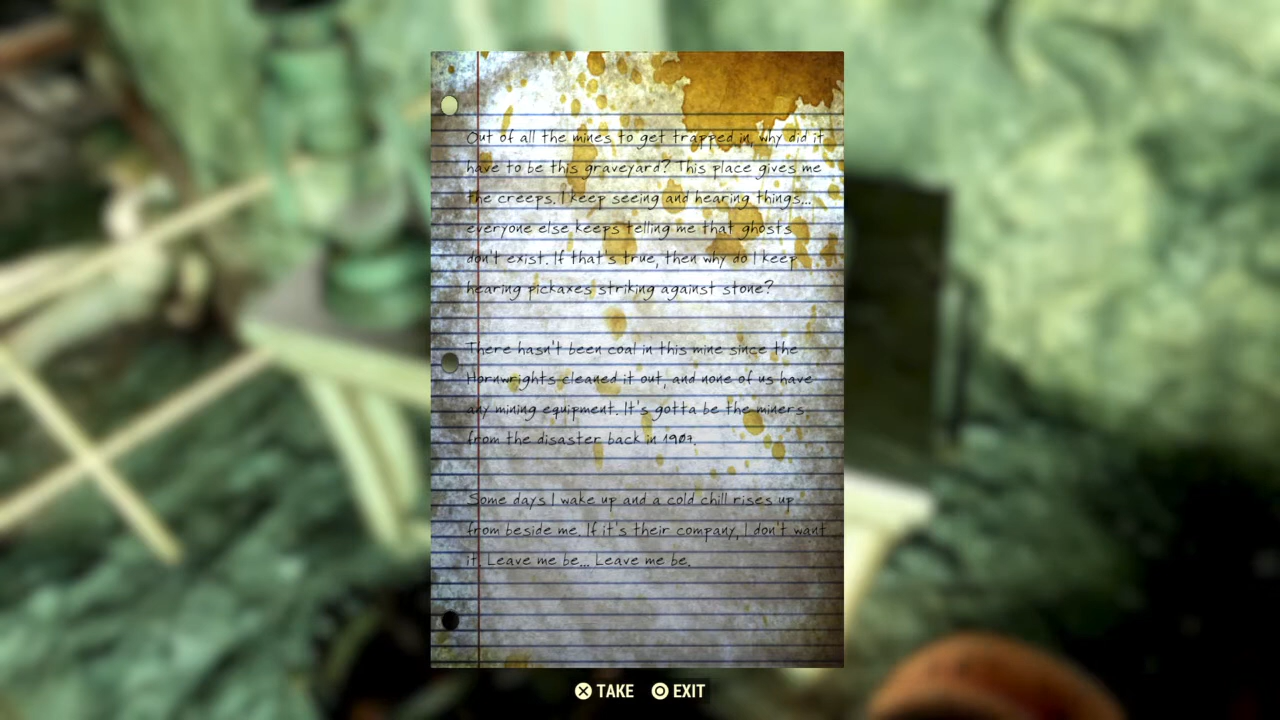 Out of all the mines to get trapped in, why did it
have to be this graveyard? This place gives me
the creeps. I keep seeing and hearing things...
everyone else keeps telling me that ghosts
don't exist. If that's true, then why do I keep
hearing pickaxes striking against stone?
There hasn't been coal in this mine since the
Hornwrights cleaned it out, and none of us have
any mining equipment. It's gotta be the miners
from the disaster back in 1907.
Some days I wake up and a cold chill rises up
from beside me. If it's their company, I don't want
it. Leave me be... Leave me be.
TAKE EXIT